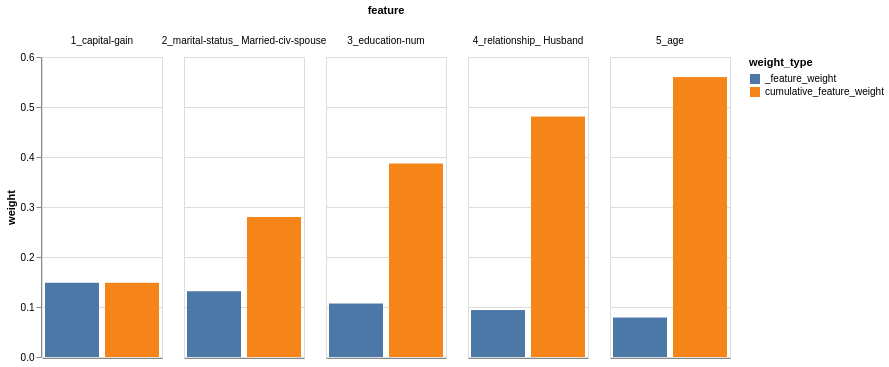 feature
1_capital-gain
2_marital-status_ Married-civ-spouse
3_education-num
4_relationship_ Husband
5_age
weight_type
_feature_weight
cumulative_feature_weight
weight
0.6
0.5
0.4
0.3
0.2
0.1
0.0